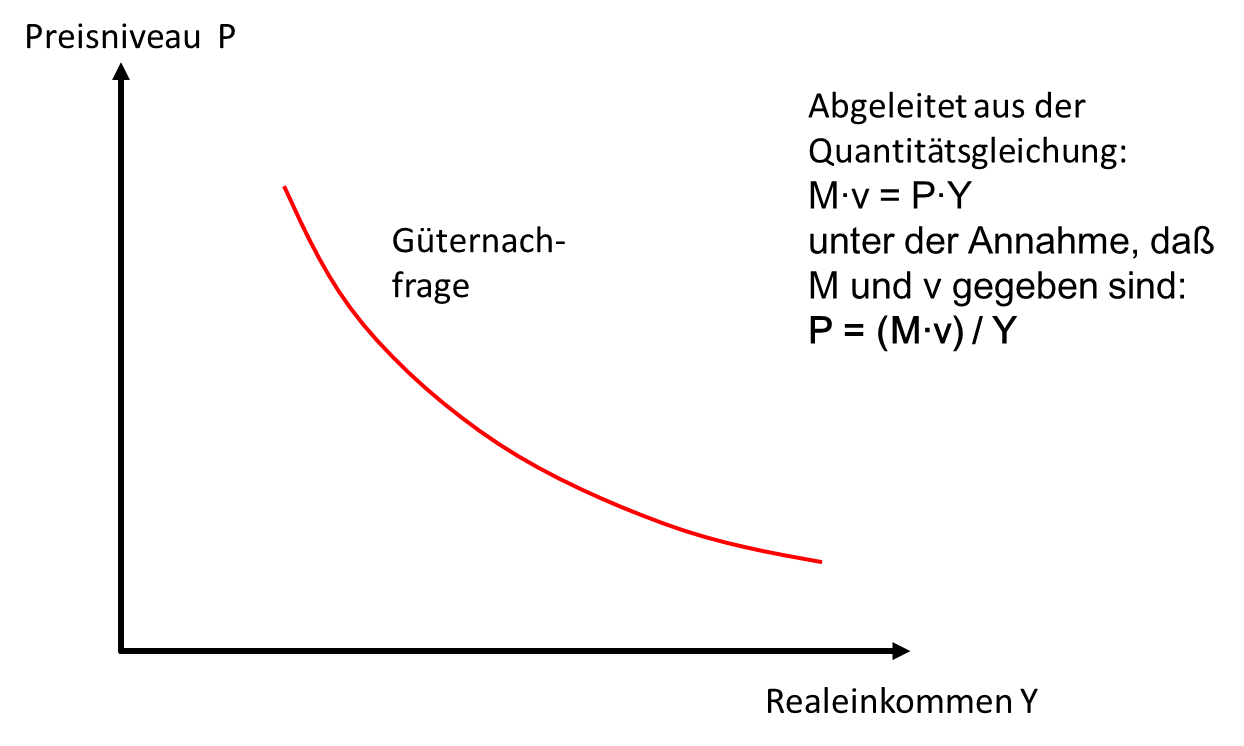 Preisniveau P
Abgeleitet aus der
Quantitätsgleichung:
M·v = P·Y
unter der Annahme, daß
M und v gegeben sind:
P = (M·v) / Y
Güternach-
frage
Realeinkommen Y